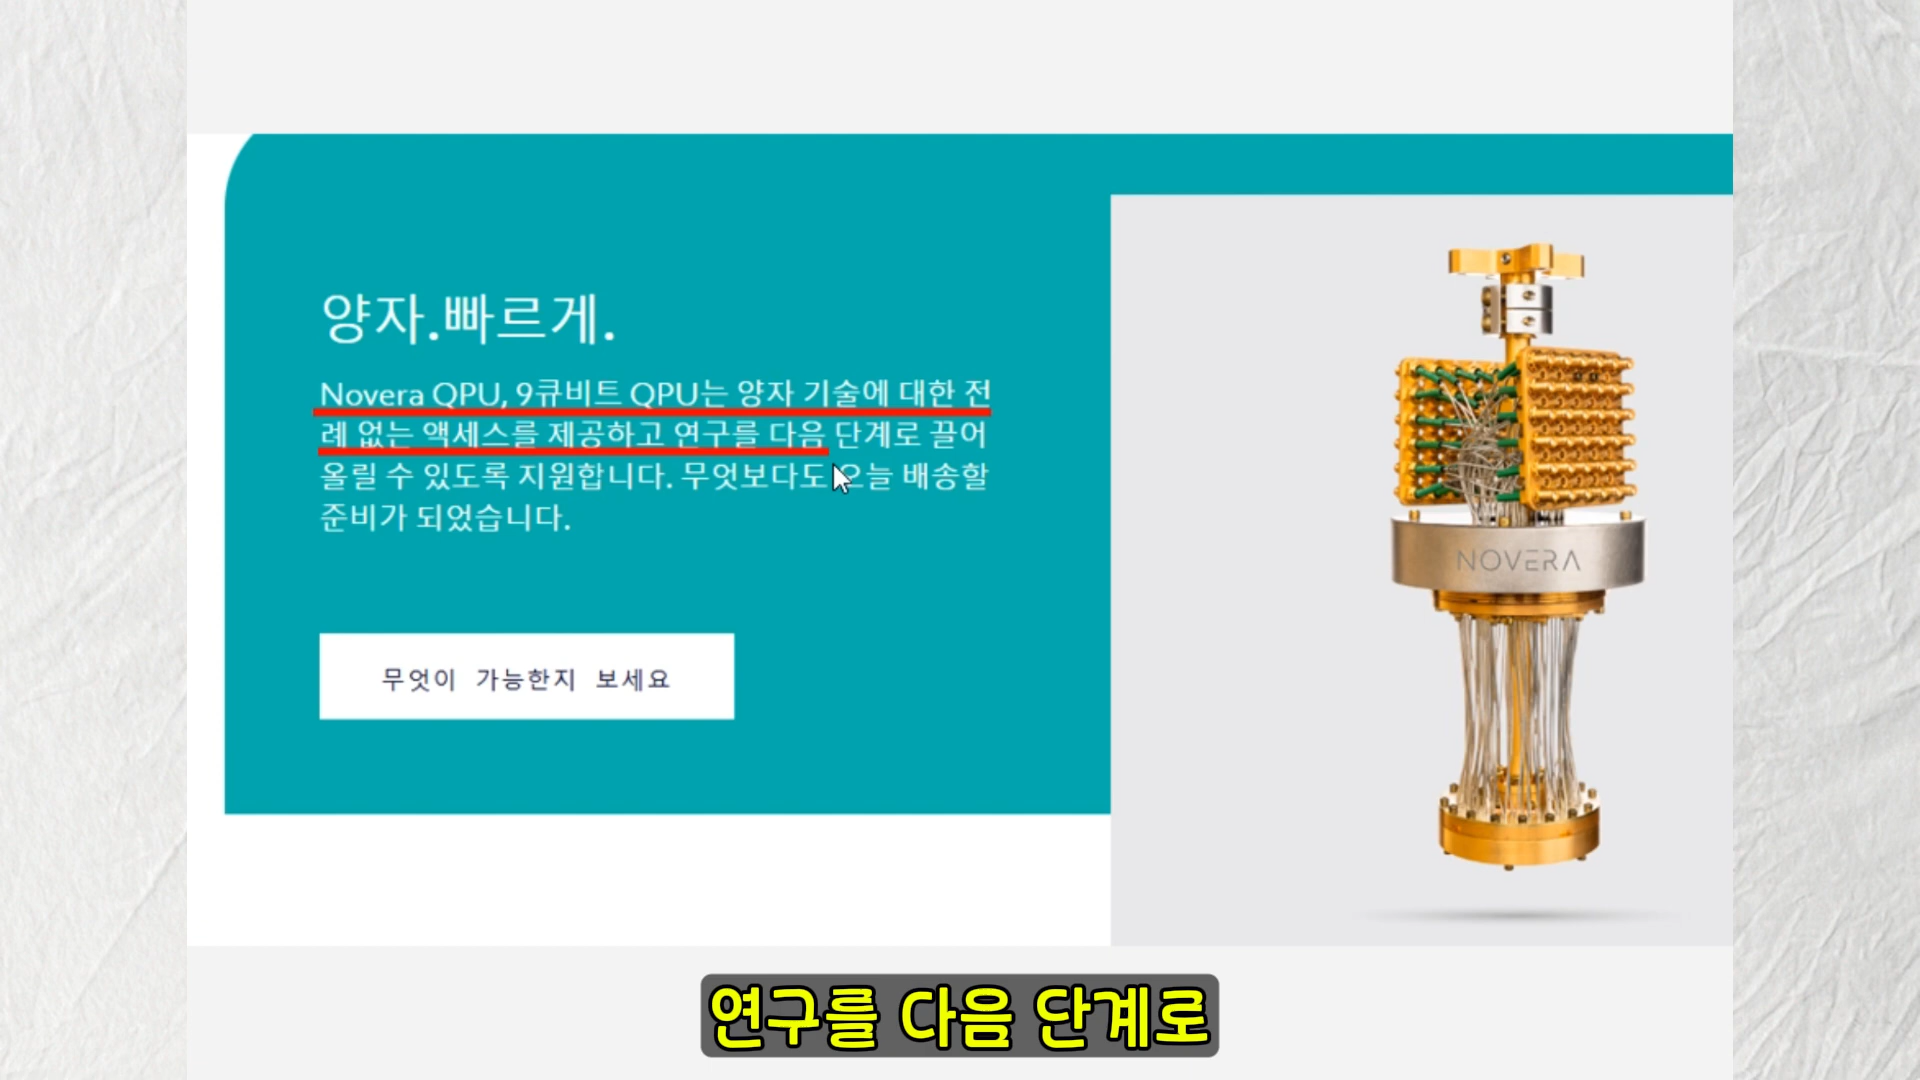 양자.빠르게.
Novera QPU, 9큐비트 QPU는 양자 기술에 대한 전
례 없는 액세스를 제공하고 연구를 다음 단계로 끌어
올릴 수 있도록 지원합니다. 무엇보다도 오늘 배송할
준비가 되었습니다.
무엇이 가능한지 보세요
NOVERA
연구를 다음 단계로